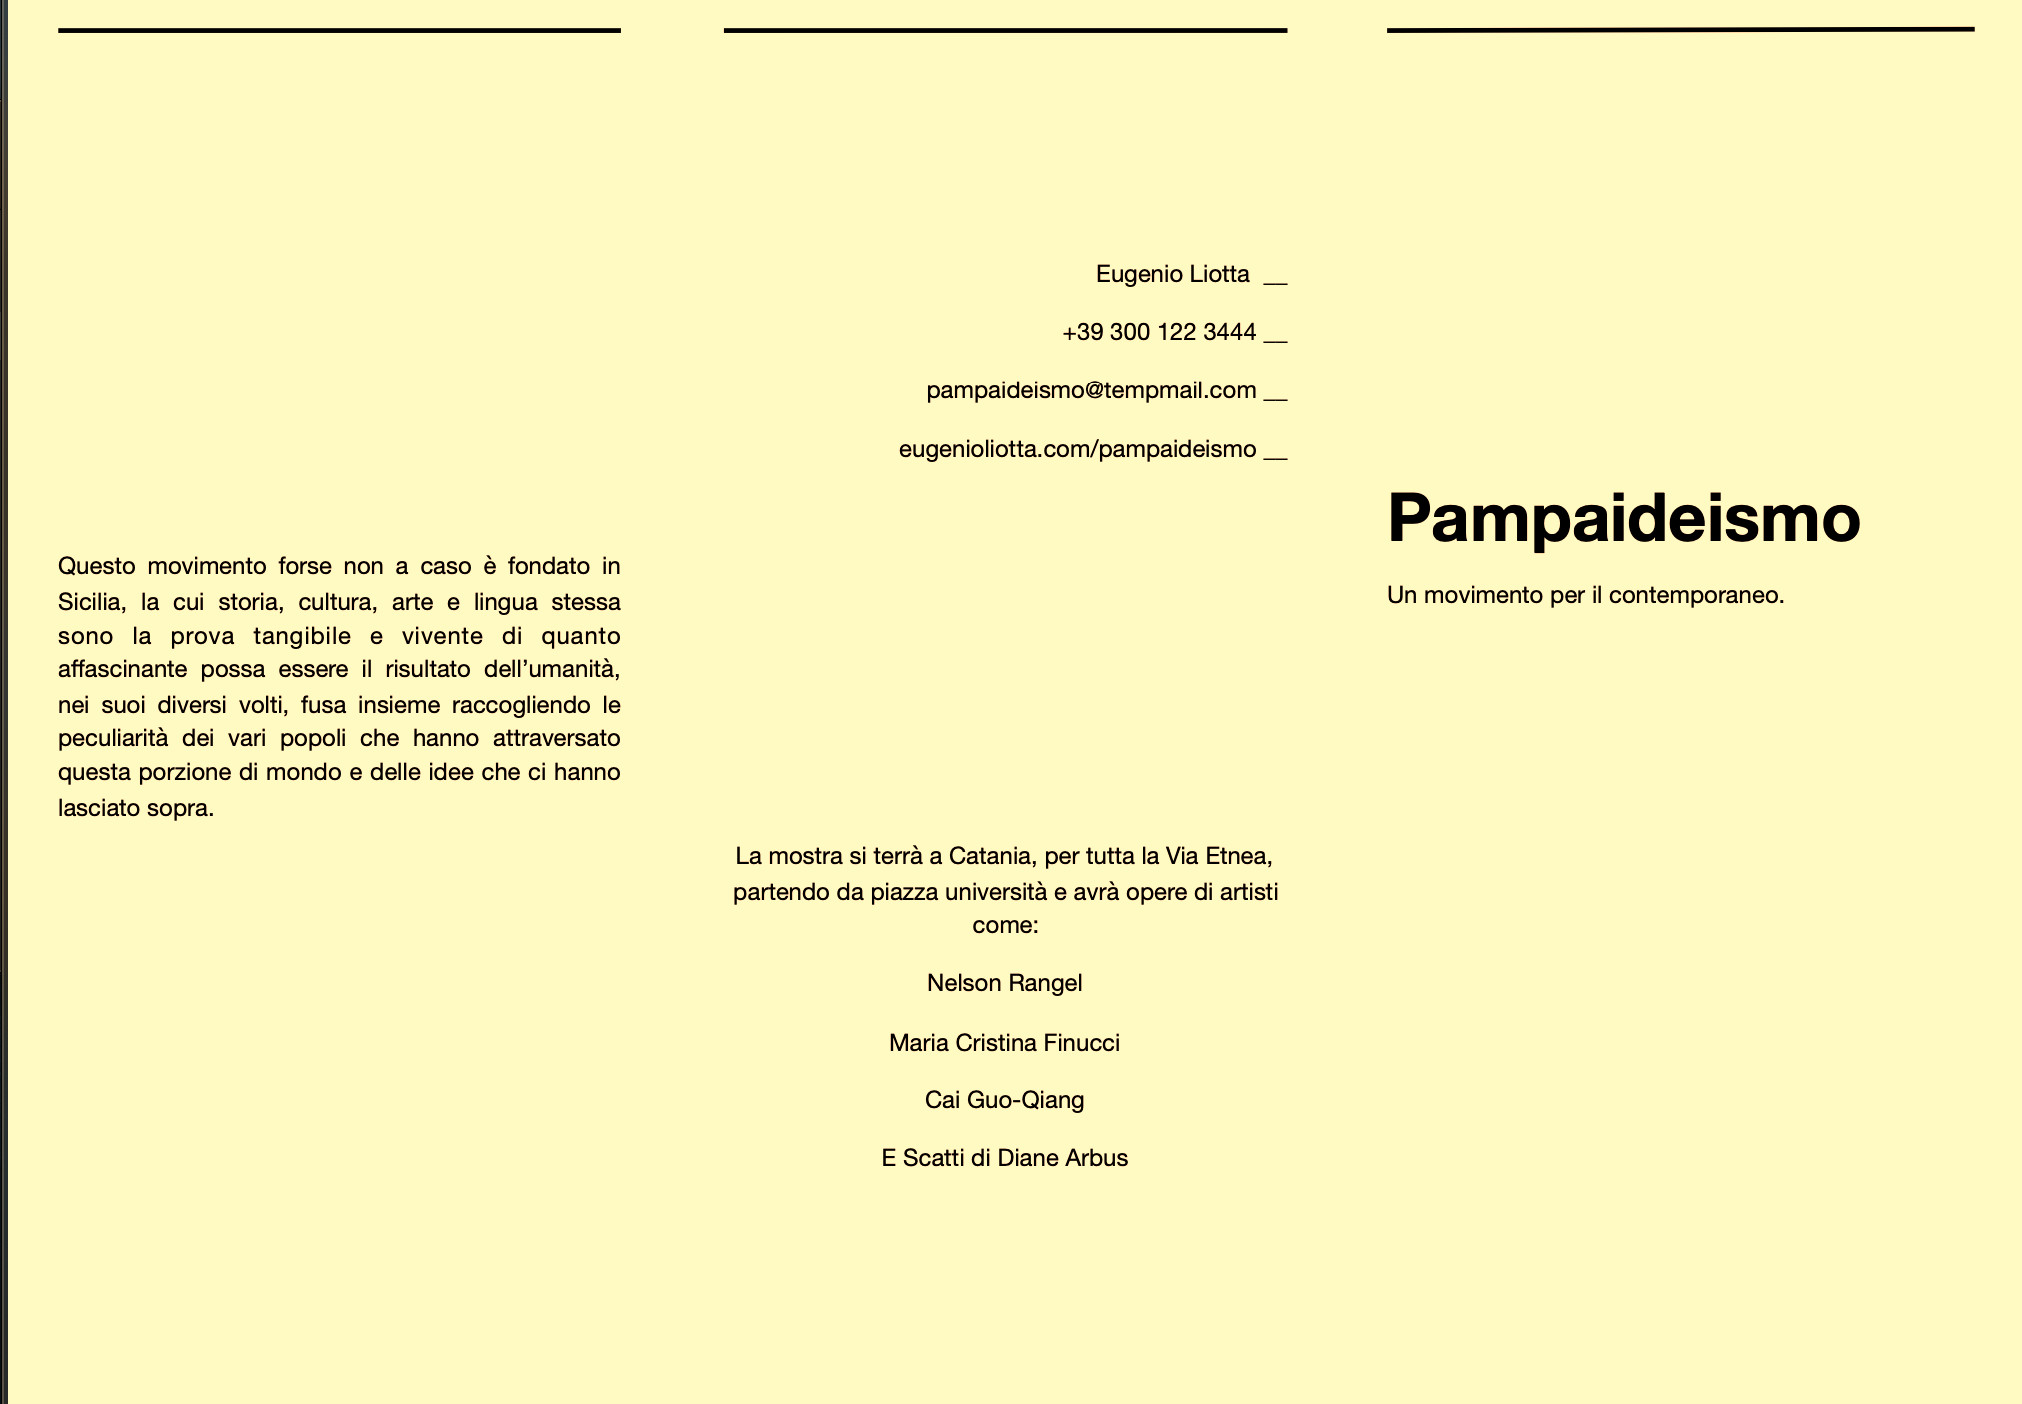 Questo movimento forse non a caso è fondato in
Sicilia, la cui storia, cultura, arte e lingua stessa
sono la prova tangibile e vivente di quanto
affascinante possa essere il risultato dell’umanità,
nei suoi diversi volti, fusa insieme raccogliendo le
peculiarità dei vari popoli che hanno attraversato
questa porzione di mondo e delle idee che ci hanno
lasciato sopra.
Eugenio Liotta __
+39 300 122 3444 __
pampaideismo@tempmail.com __
eugenioliotta.com/pampaideismo __
La mostra si terrà a Catania, per tutta la Via Etnea,
partendo da piazza università e avrà opere di artisti
come:
Nelson Rangel
Maria Cristina Finucci
Cai Guo-Qiang
E Scatti di Diane Arbus
Pampaideismo
Un movimento per il contemporaneo.